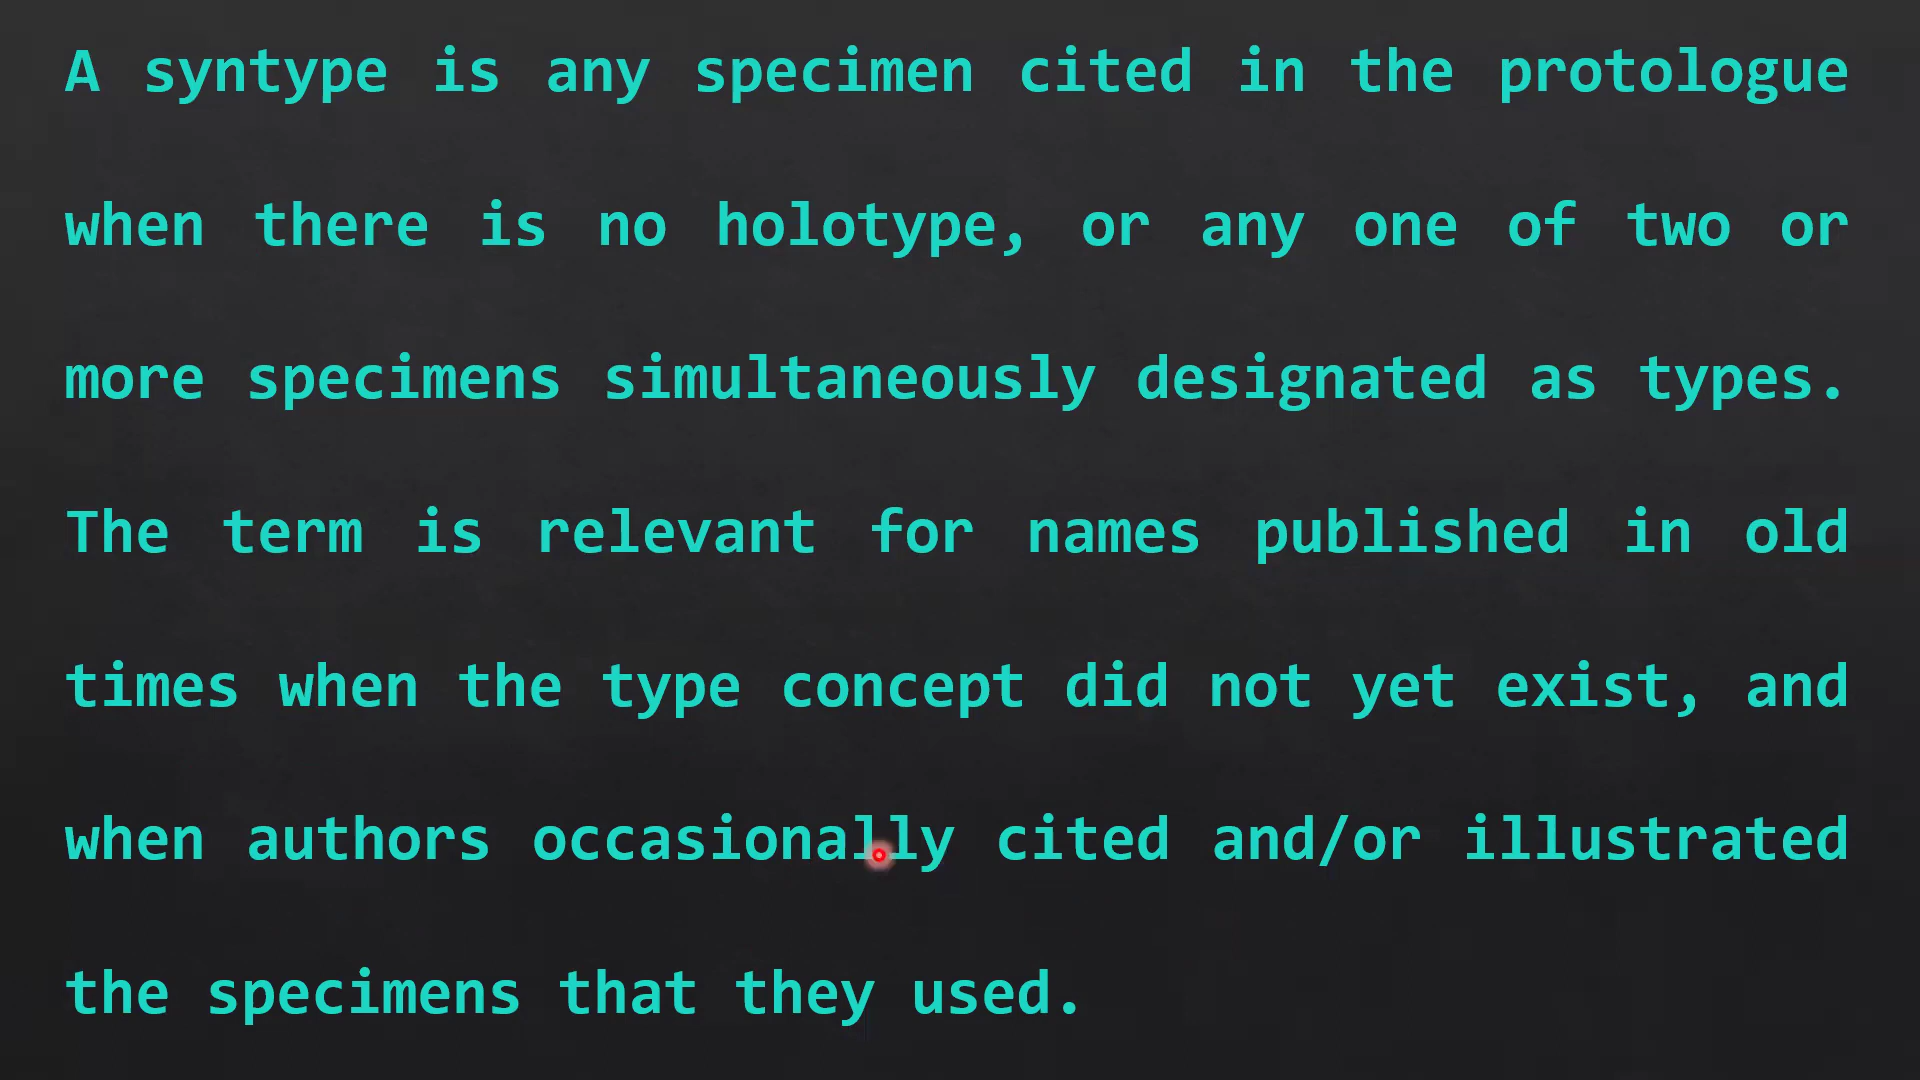 A syntype is any specimen cited in the protologue
when there is no holotype, or any one of two or
more specimens simultaneously designated as types.
The term is relevant for names published in old
times when the type concept did not yet exist, and
when authors occasionally cited and/or illustrated
the specimens that they used.